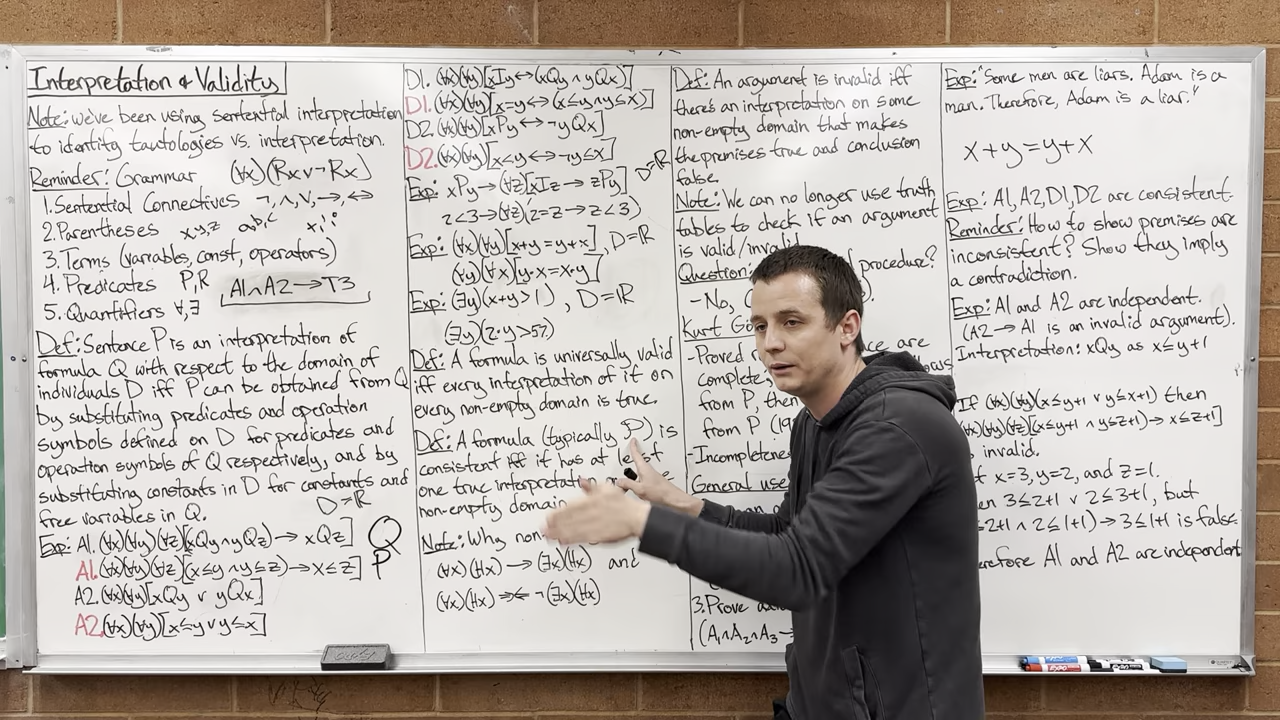 Interpretation & Validity
Note: we've been using sentential interpretation
to identify tautologies vs. interpretation.
Reminder: Grammar (∀x)(Rx∨¬Rx)
1. Sentential Connectives ¬,∧,∨,→,↔
2. Parentheses x,y,z a,b,c
3. Terms (variables, const, operators)
4. Predicates P,R A1∧A2→T3
5. Quantifiers ∀,∃
Def: Sentence P is an interpretation of
formula Q with respect to the domain of
individuals D iff P can be obtained from Q
by substituting predicates and operation
symbols defined on D for predicates and
operation symbols of Q respectively, and by
substituting constants in D for constants and
free variables in Q. D=ℝ
Exp: A1. (∀x)(∀y)(∀z)[xQy∧yQz)→xQz] Q
A1. (∀x)(∀y)(∀z)[(x≤y∧y≤z)→x≤z] P
A2. (∀x)(∀y)[xQy∨yQx]
A2. (∀x)(∀y)[x≤y∨y≤x]
D1. (∀x)(∀y)[xIy↔(xQy∧yQx)]
D1. (∀x)(∀y)[x=y↔(x≤y∧y≤x)]
D2. (∀x)(∀y)[xPy↔¬yQx]
D2. (∀x)(∀y)[x<y↔¬y≤x] D=ℝ
Exp: xPy→(∀z)[xIz→zPy]
2<3→(∀z)(2=z→z<3)
Exp: (∀x)(∀y)[x+y=y+x], D=ℝ
(∀y)(∀x)[y·x=x·y]
Exp: (∃y)(x+y>1), D=ℝ
(∃y)(2·y>57)
Def: A formula is universally valid
iff every interpretation of it on
every non-empty domain is true.
Def: A formula (typically P) is
consistent iff it has at least
one true interpretation
non-empty domain
Note: Why non-
(∀x)(Hx)→(∃x)(Hx) and
(∀x)(Hx) ¬(∃x)(Hx)
Def: An argument is invalid iff
there's an interpretation on some
non-empty domain that makes
the premises true and conclusion
false.
Note: We can no longer use truth
tables to check if an argument
is valid/invalid
Question: procedure?
-No,
Kurt
-Proved
complete,
from P, then
from P
-Incompleteness
General use
3. Prove
(A₁∧A₂∧A₃→
Exp: "Some men are liars. Adam is a
man. Therefore, Adam is a liar."
x+y=y+x
Exp: A1, A2, D1, D2 are consistent.
Reminder: How to show premises are
inconsistent? Show they imply
a contradiction.
Exp: A1 and A2 are independent.
(A2→A1 is an invalid argument).
Interpretation: xQy as x≤y+1
If (∀x)(∀y)(x≤y+1 ∨ y≤x+1) then
(∀x)(∀y)(∀z)[(x≤y+1 ∧ y≤z+1)→x≤z+1]
invalid.
x=3, y=2, and z=1.
3≤2+1 ∨ 2≤3+1, but
≤2+1 ∧ 2≤1+1)→3≤1+1 is false
A1 and A2 are independent
EXPO